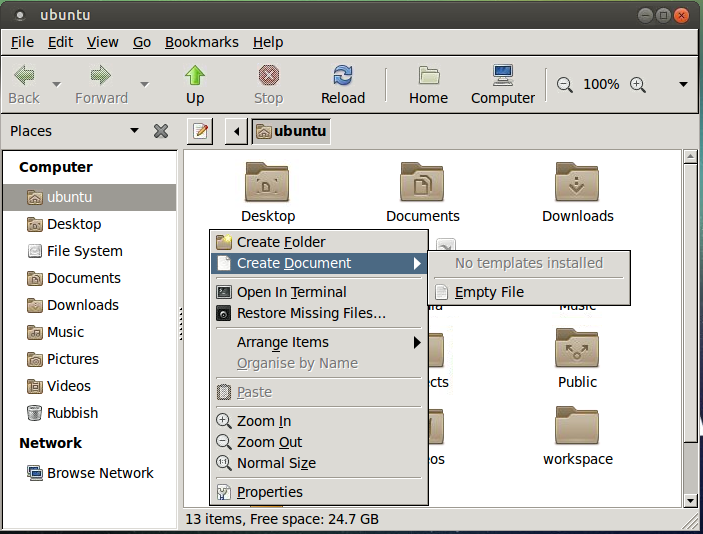 ubuntu
File Edit View Go Bookmarks Help
Back Forward Up Stop Reload Home Computer 100%
Places
ubuntu
Computer
ubuntu
Desktop
File System
Documents
Downloads
Music
Pictures
Videos
Rubbish
Network
Browse Network
Desktop Documents Downloads
Create Folder
Create Document
No templates installed
Empty File
Open In Terminal
Restore Missing Files...
Arrange Items
Organise by Name
Paste
Zoom In
Zoom Out
Normal Size
Properties
Music
Public
workspace
13 items, Free space: 24.7 GB